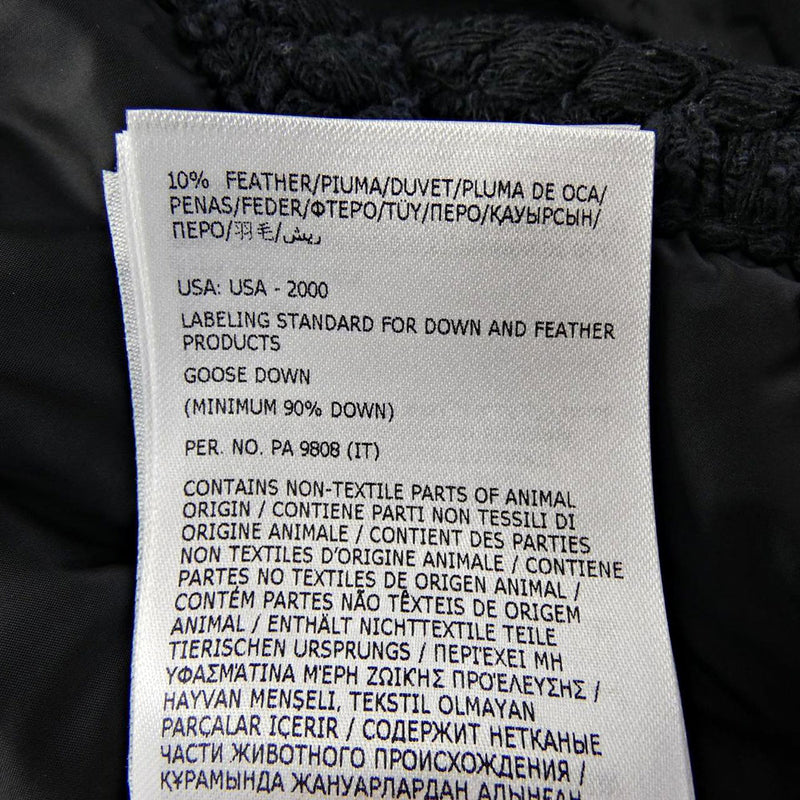 10% FEATHER/PIUMA/DUVET/PLUMA DE OCA/
PENAS/FEDER/ΦΤΕΡΟ/TÜY/ПЕРО/ҚАУЫРСЫН/
ПЕРО/羽毛/ريش
USA: USA - 2000
LABELING STANDARD FOR DOWN AND FEATHER
PRODUCTS
GOOSE DOWN
(MINIMUM 90% DOWN)
PER. NO. PA 9808 (IT)
CONTAINS NON-TEXTILE PARTS OF ANIMAL
ORIGIN / CONTIENE PARTI NON TESSILI DI
ORIGINE ANIMALE / CONTIENT DES PARTIES
NON TEXTILES D'ORIGINE ANIMALE / CONTIENE
PARTES NO TEXTILES DE ORIGEN ANIMAL /
CONTÉM PARTES NÃO TÊXTEIS DE ORIGEM
ANIMAL / ENTHÄLT NICHTTEXTILE TEILE
TIERISCHEN URSPRUNGS / ΠΕΡΙΈΧΕΙ ΜΗ
ΥΦΑΣΜΆΤΙΝΑ ΜΈΡΗ ΖΩΙΚΉΣ ΠΡΟΈΛΕΥΣΗΣ /
HAYVAN MENŞELİ, TEKSTIL OLMAYAN
PARÇALAR IÇERIR / СОДЕРЖИТ НЕТКАНЫЕ
ЧАСТИ ЖИВОТНОГО ПРОИСХОЖДЕНИЯ /
ҚҰРАМЫНДА ЖАНУАРЛАРДАН АЛЫНҒАН